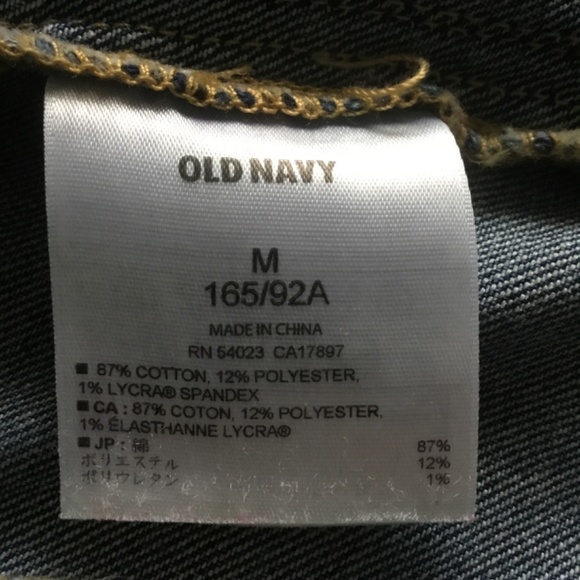 OLD NAVY
M
165/92A
MADE IN CHINA
RN 54023 CA17897
■ 87% COTTON, 12% POLYESTER,
1% LYCRA® SPANDEX
■ CA : 87% COTON, 12% POLYESTER,
1% ÉLASTHANNE LYCRA®
■ JP : 綿 87%
ポリエステル 12%
ポリウレタン 1%